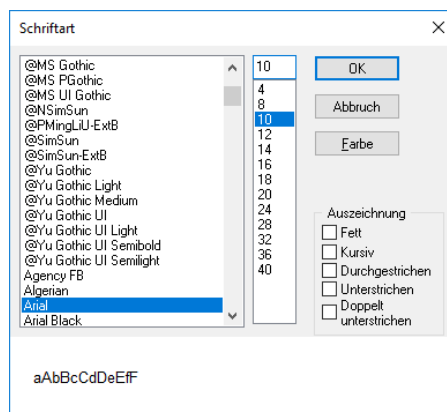 Schriftart
@MS Gothic
@MS PGothic
@MS UI Gothic
@NSimSun
@PMingLiU-ExtB
@SimSun
@SimSun-ExtB
@Yu Gothic
@Yu Gothic Light
@Yu Gothic Medium
@Yu Gothic UI
@Yu Gothic UI Light
@Yu Gothic UI Semibold
@Yu Gothic UI Semilight
Agency FB
Algerian
Arial
Arial Black
10
4
8
10
12
14
16
18
20
24
28
32
36
40
OK
Abbruch
Farbe
Auszeichnung
Fett
Kursiv
Durchgestrichen
Unterstrichen
Doppelt
unterstrichen
aAbBcCdDeEfF